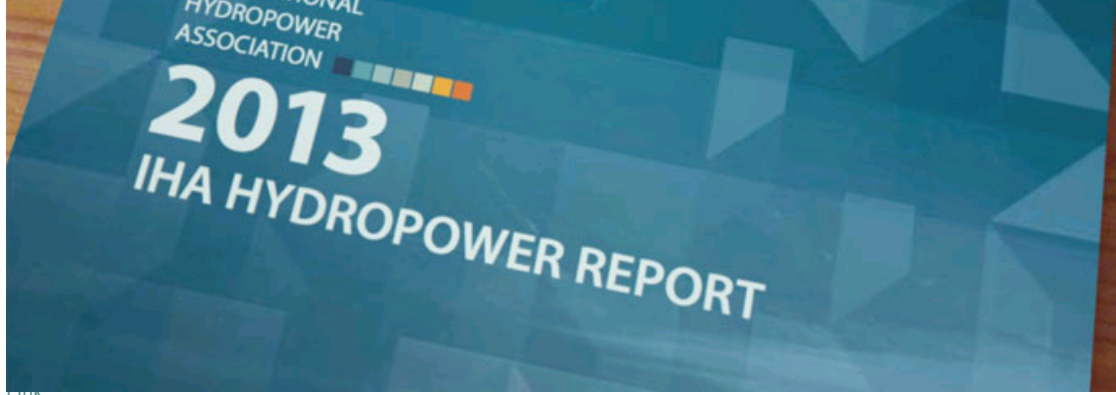 HYDROPOWER
ASSOCIATION
2013
IHA HYDROPOWER REPORT